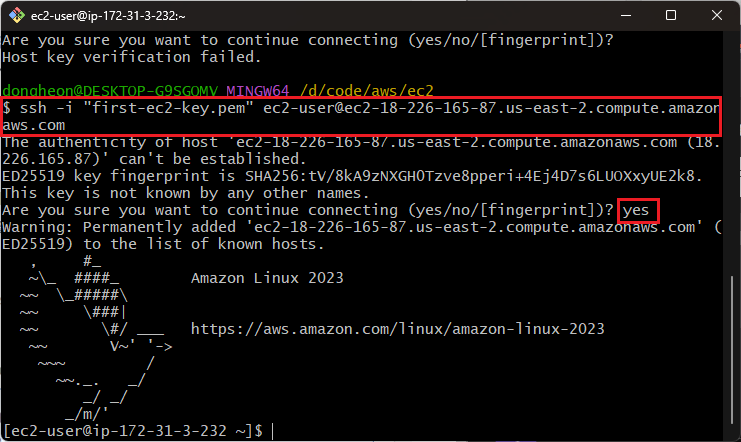 ec2-user@ip-172-31-3-232:~
Are you sure you want to continue connecting (yes/no/[fingerprint])?
Host key verification failed.
dongheon@DESKTOP-G9SGOMV MINGW64 /d/code/aws/ec2
$ ssh -i "first-ec2-key.pem" ec2-user@ec2-18-226-165-87.us-east-2.compute.amazon
aws.com
The authenticity of host 'ec2-18-226-165-87.us-east-2.compute.amazonaws.com (18.
226.165.87)' can't be established.
ED25519 key fingerprint is SHA256:tV/8kA9zNXGHOTzve8pperi+4Ej4D7s6LUOXxyUE2k8.
This key is not known by any other names.
Are you sure you want to continue connecting (yes/no/[fingerprint])? yes
Warning: Permanently added 'ec2-18-226-165-87.us-east-2.compute.amazonaws.com' (
ED25519) to the list of known hosts.
   ,     #_
   ~\_  ####_        Amazon Linux 2023
  ~~  \_#####\
  ~~     \###|
  ~~       \#/ ___   https://aws.amazon.com/linux/amazon-linux-2023
   ~~       V~' '->
    ~~~         /
      ~~._.   _/
         _/ _/
       _/m/'
[ec2-user@ip-172-31-3-232 ~]$